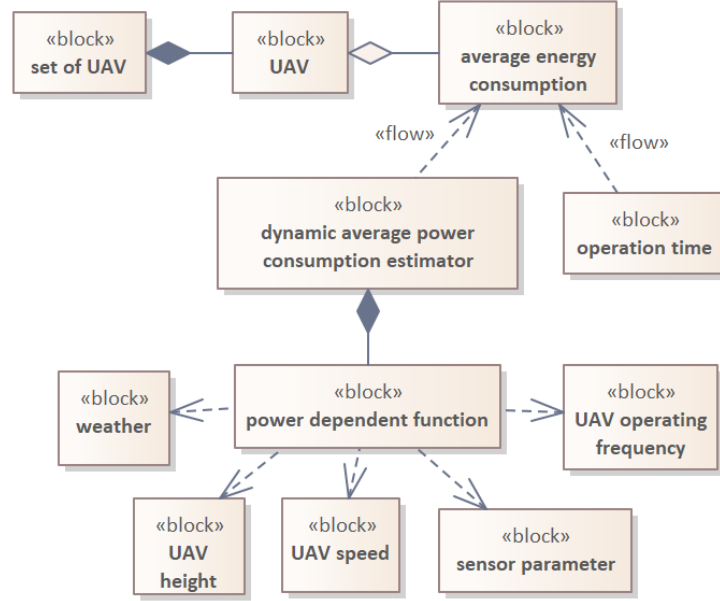 «block»
set of UAV
«block»
UAV
«block»
average energy
consumption
«flow»
«flow»
«block»
dynamic average power
consumption estimator
«block»
operation time
«block»
weather
«block»
power dependent function
«block»
UAV operating
frequency
«block»
UAV
height
«block»
UAV speed
«block»
sensor parameter